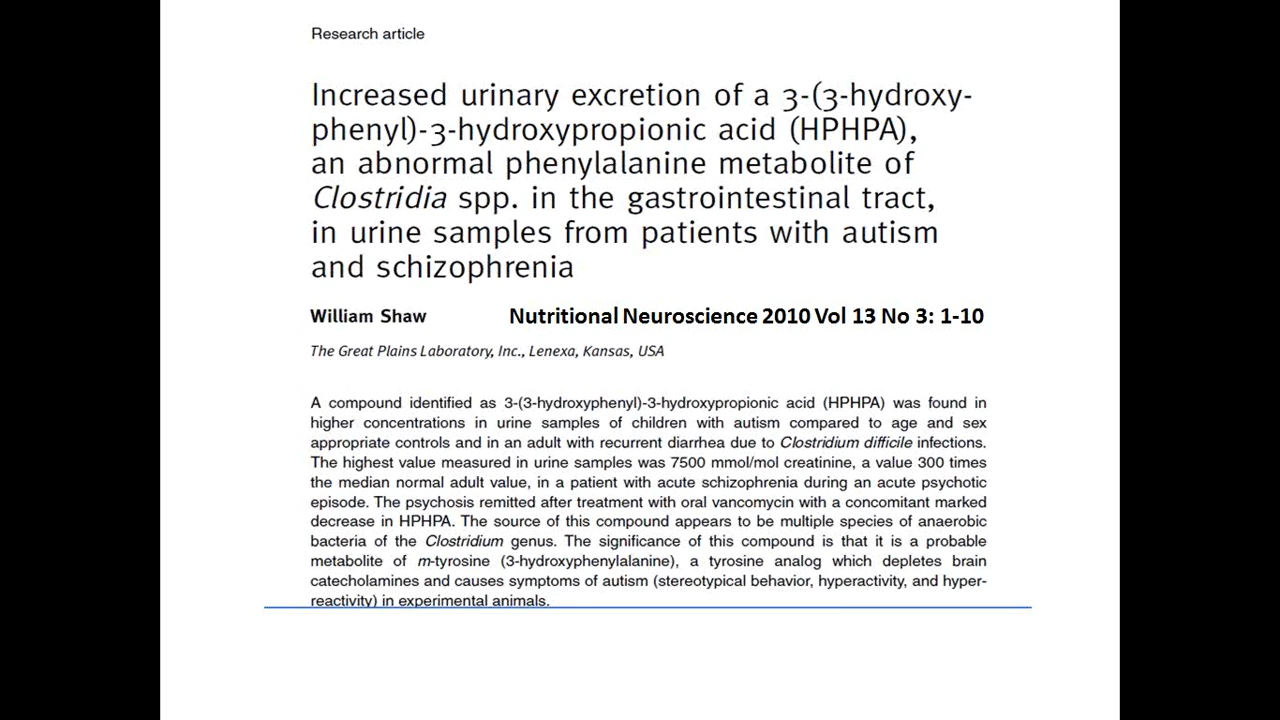 Research article
Increased urinary excretion of a 3-(3-hydroxy-
phenyl)-3-hydroxypropionic acid (HPHPA),
an abnormal phenylalanine metabolite of
Clostridia spp. in the gastrointestinal tract,
in urine samples from patients with autism
and schizophrenia
William Shaw Nutritional Neuroscience 2010 Vol 13 No 3: 1-10
The Great Plains Laboratory, Inc., Lenexa, Kansas, USA
A compound identified as 3-(3-hydroxyphenyl)-3-hydroxypropionic acid (HPHPA) was found in
higher concentrations in urine samples of children with autism compared to age and sex
appropriate controls and in an adult with recurrent diarrhea due to Clostridium difficile infections.
The highest value measured in urine samples was 7500 mmol/mol creatinine, a value 300 times
the median normal adult value, in a patient with acute schizophrenia during an acute psychotic
episode. The psychosis remitted after treatment with oral vancomycin with a concomitant marked
decrease in HPHPA. The source of this compound appears to be multiple species of anaerobic
bacteria of the Clostridium genus. The significance of this compound is that it is a probable
metabolite of m-tyrosine (3-hydroxyphenylalanine), a tyrosine analog which depletes brain
catecholamines and causes symptoms of autism (stereotypical behavior, hyperactivity, and hyper-
reactivity) in experimental animals.